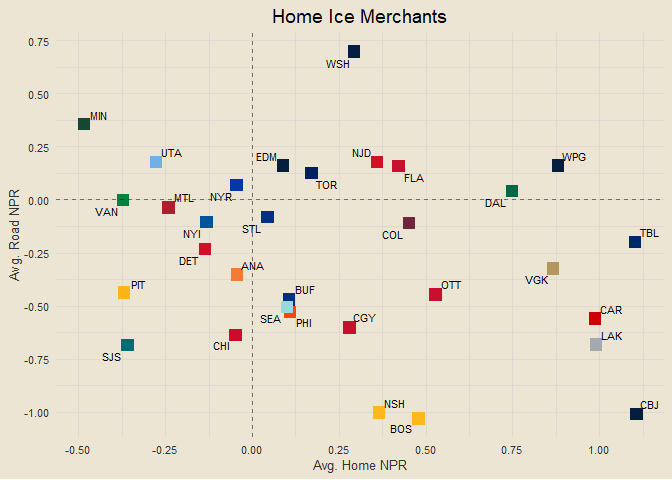 Home Ice Merchants
0.75
WSH
0.50
MIN
0.25
UTA
EDM
NJD
WPG
TOR
FLA
MTL
NYR
DAL
0.00
VAN
STL
NYI
COL
TBL
DET
-0.25
ANA
VGK
PIT
BUF
OTT
-0.50
SEA
PHI
CGY
CAR
CHI
LAK
SJS
-0.75
NSH
CBJ
-1.00
BOS
Avg. Road NPR
-0.50 -0.25 0.00 0.25 0.50 0.75 1.00
Avg. Home NPR